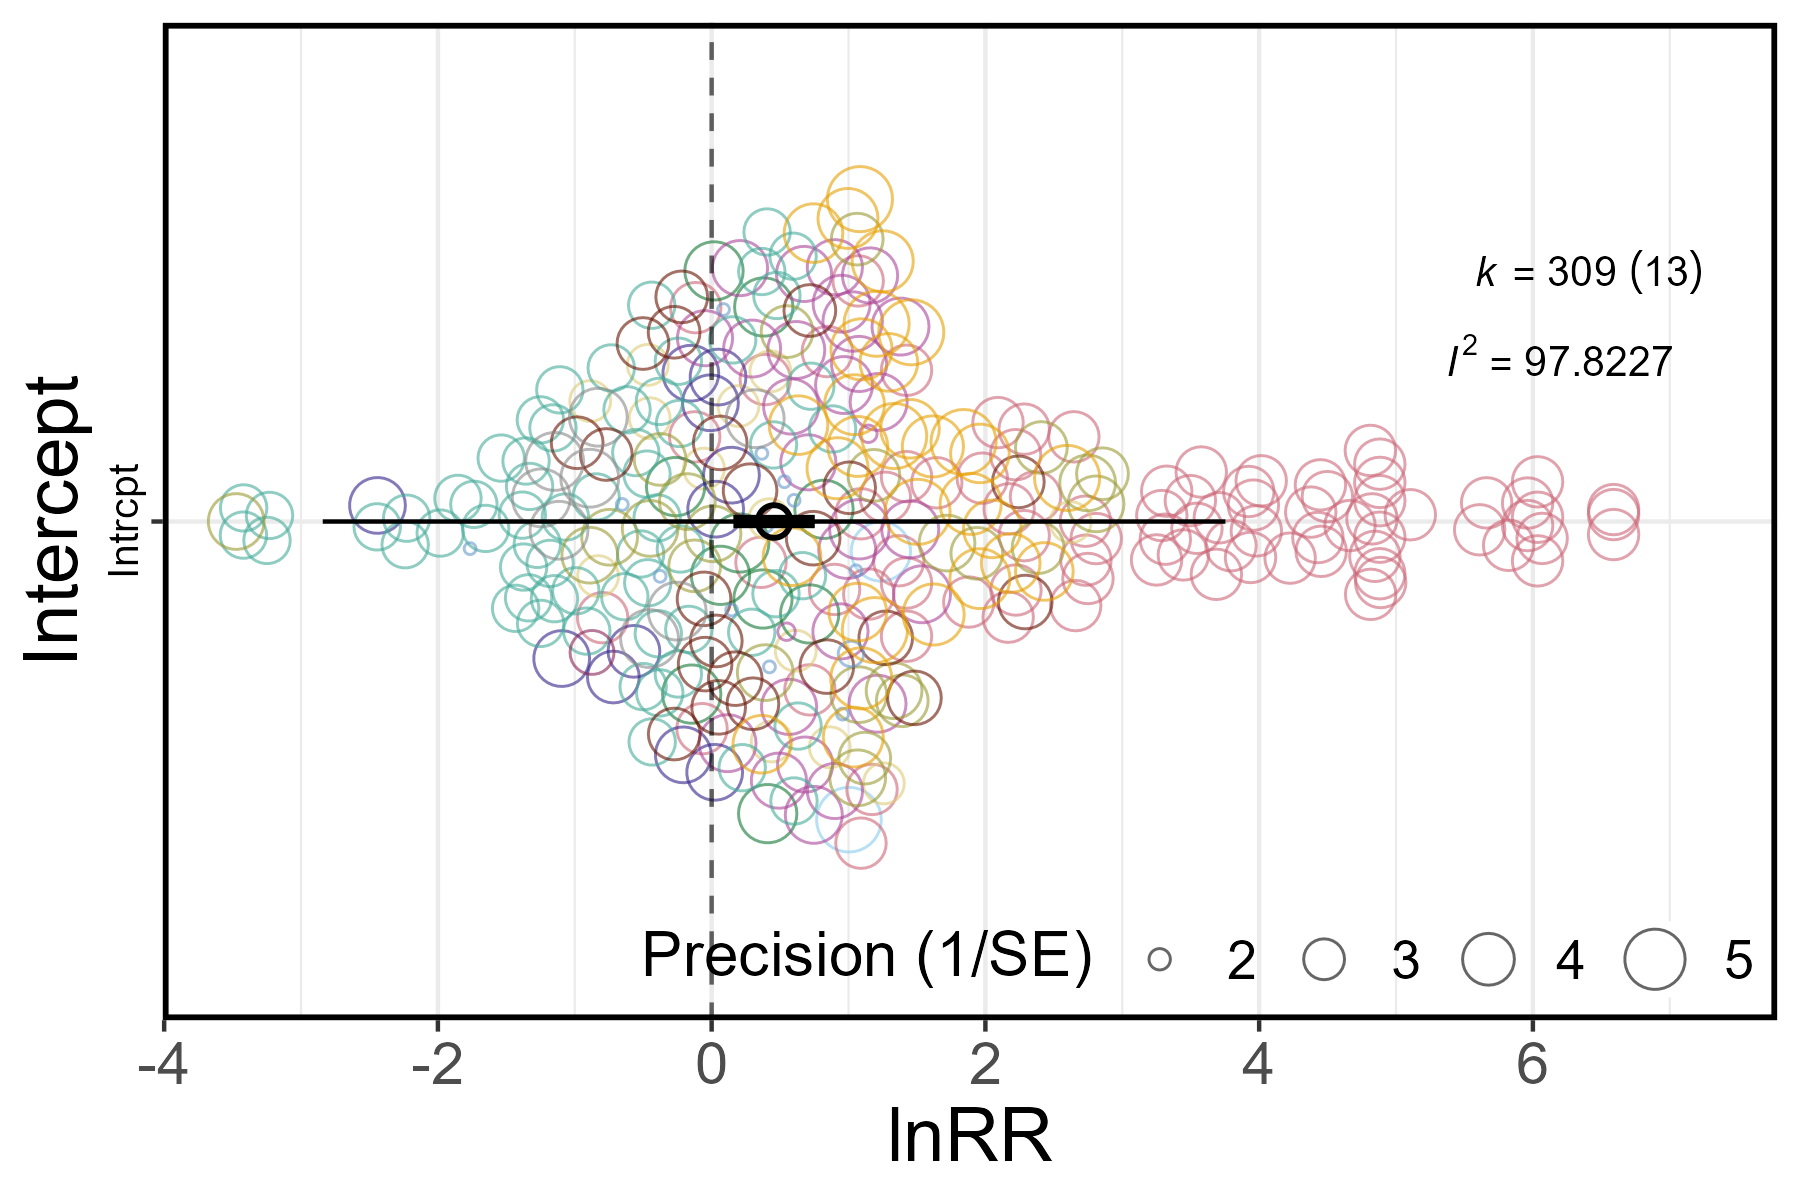 Intercept
Intrcpt
k = 309 (13)
I² = 97.8227
Precision (1/SE) 2 3 4 5
-4 -2 0 2 4 6
lnRR